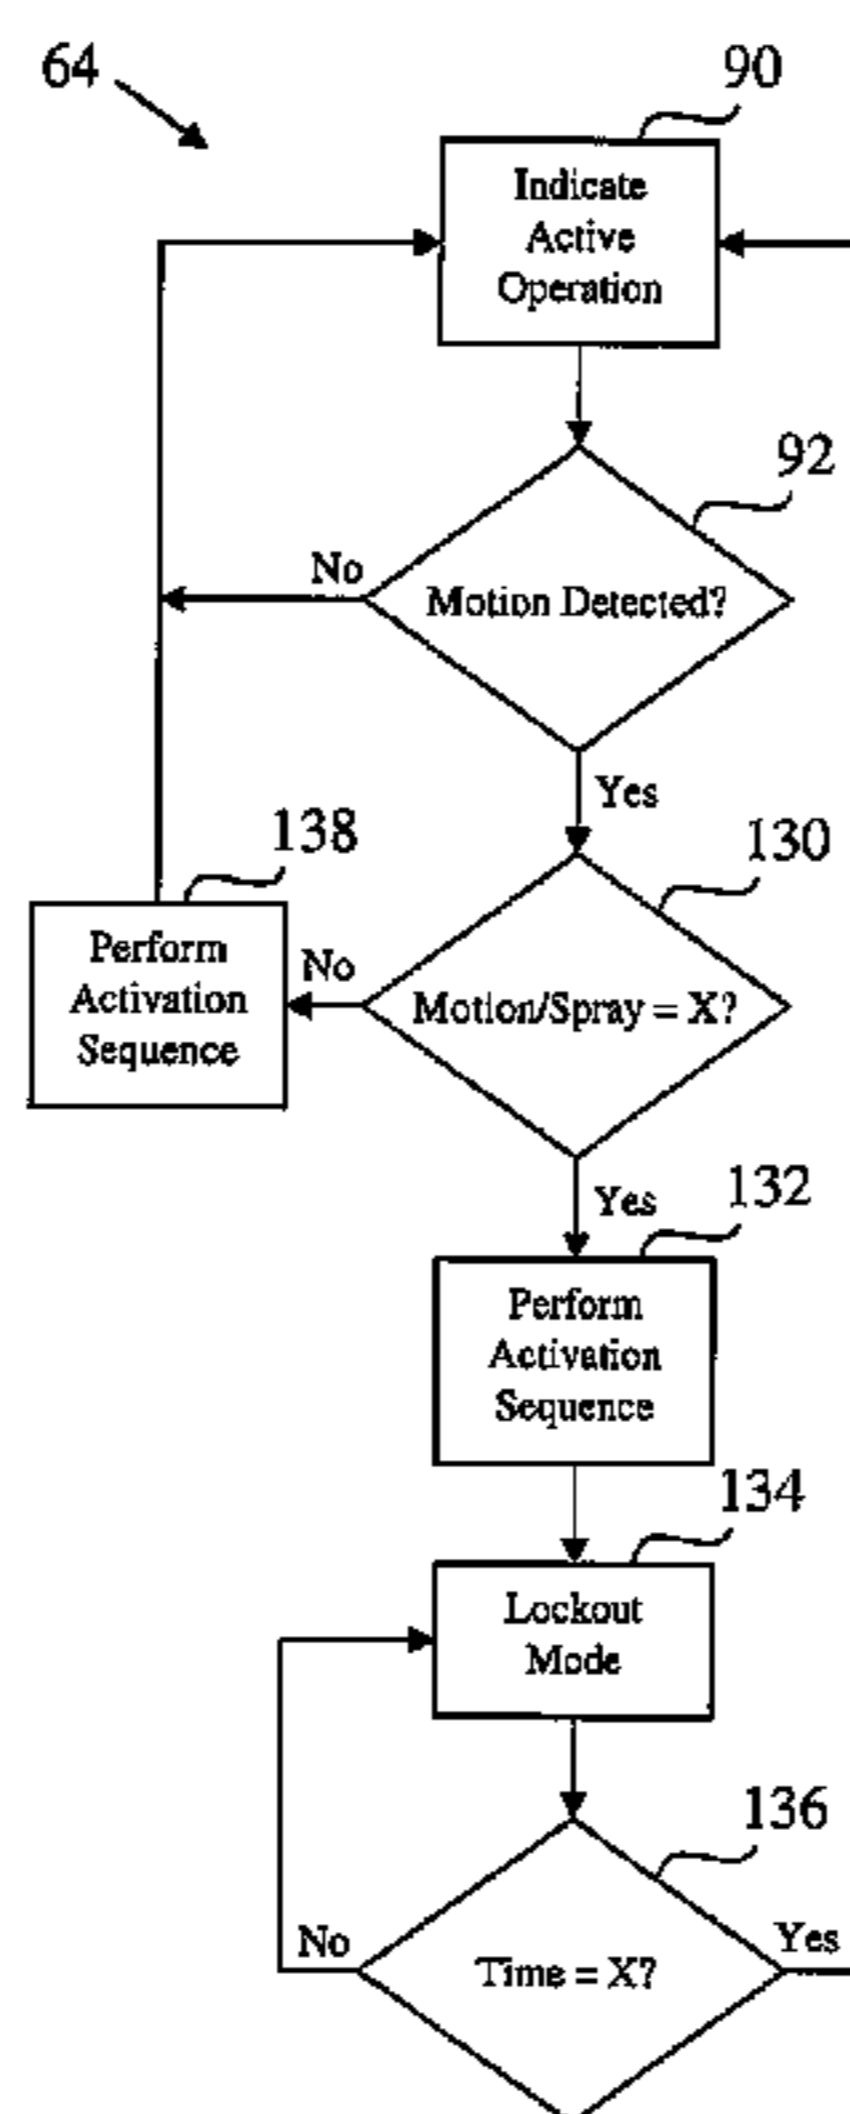 64
90
Indicate
Active
Operation
92
No
Motion Detected?
Yes
138
130
Perform
Activation
Sequence
No
Motion/Spray = X?
132
Yes
Perform
Activation
Sequence
134
Lockout
Mode
136
No
Time = X?
Yes